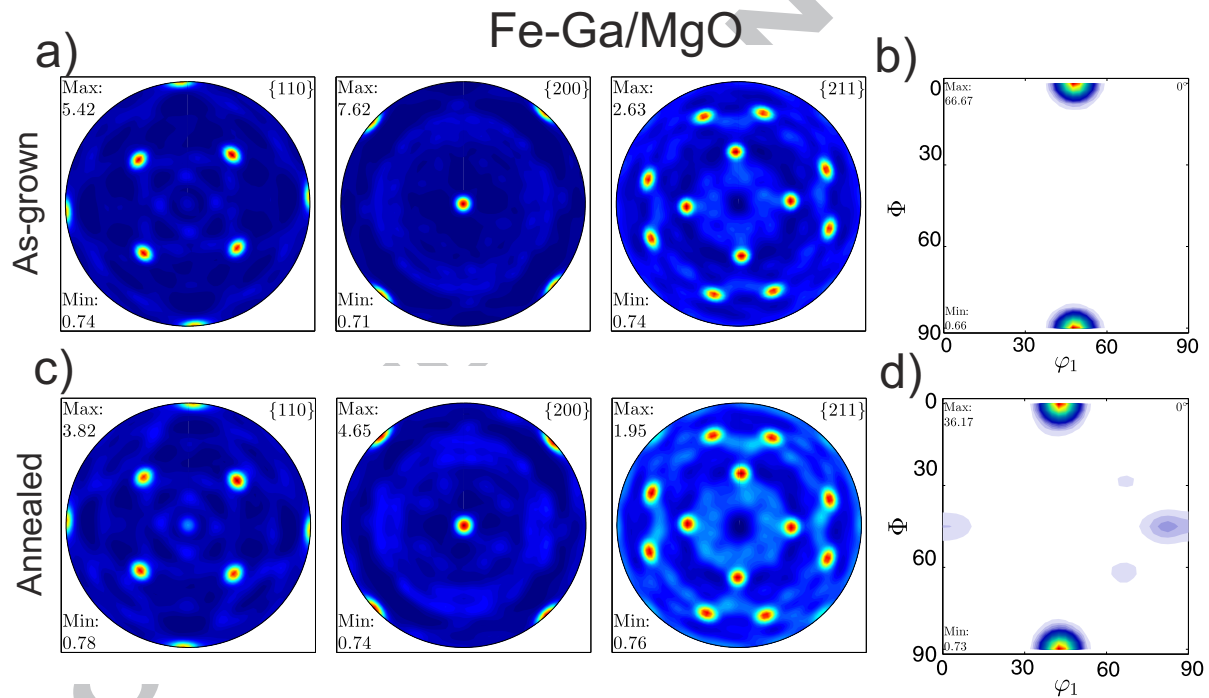 Fe-Ga/MgO
a)
As-grown
Max:
5.42
{110}
Min:
0.74
Max:
7.62
{200}
Min:
0.71
Max:
2.63
{211}
Min:
0.74
b)
Max:
66.67
0°
Min:
0.66
0
30
60
90
Φ
0
30
60
90
φ1
c)
Annealed
Max:
3.82
{110}
Min:
0.78
Max:
4.65
{200}
Min:
0.74
Max:
1.95
{211}
Min:
0.76
d)
Max:
36.17
0°
Min:
0.73
0
30
60
90
Φ
0
30
60
90
φ1